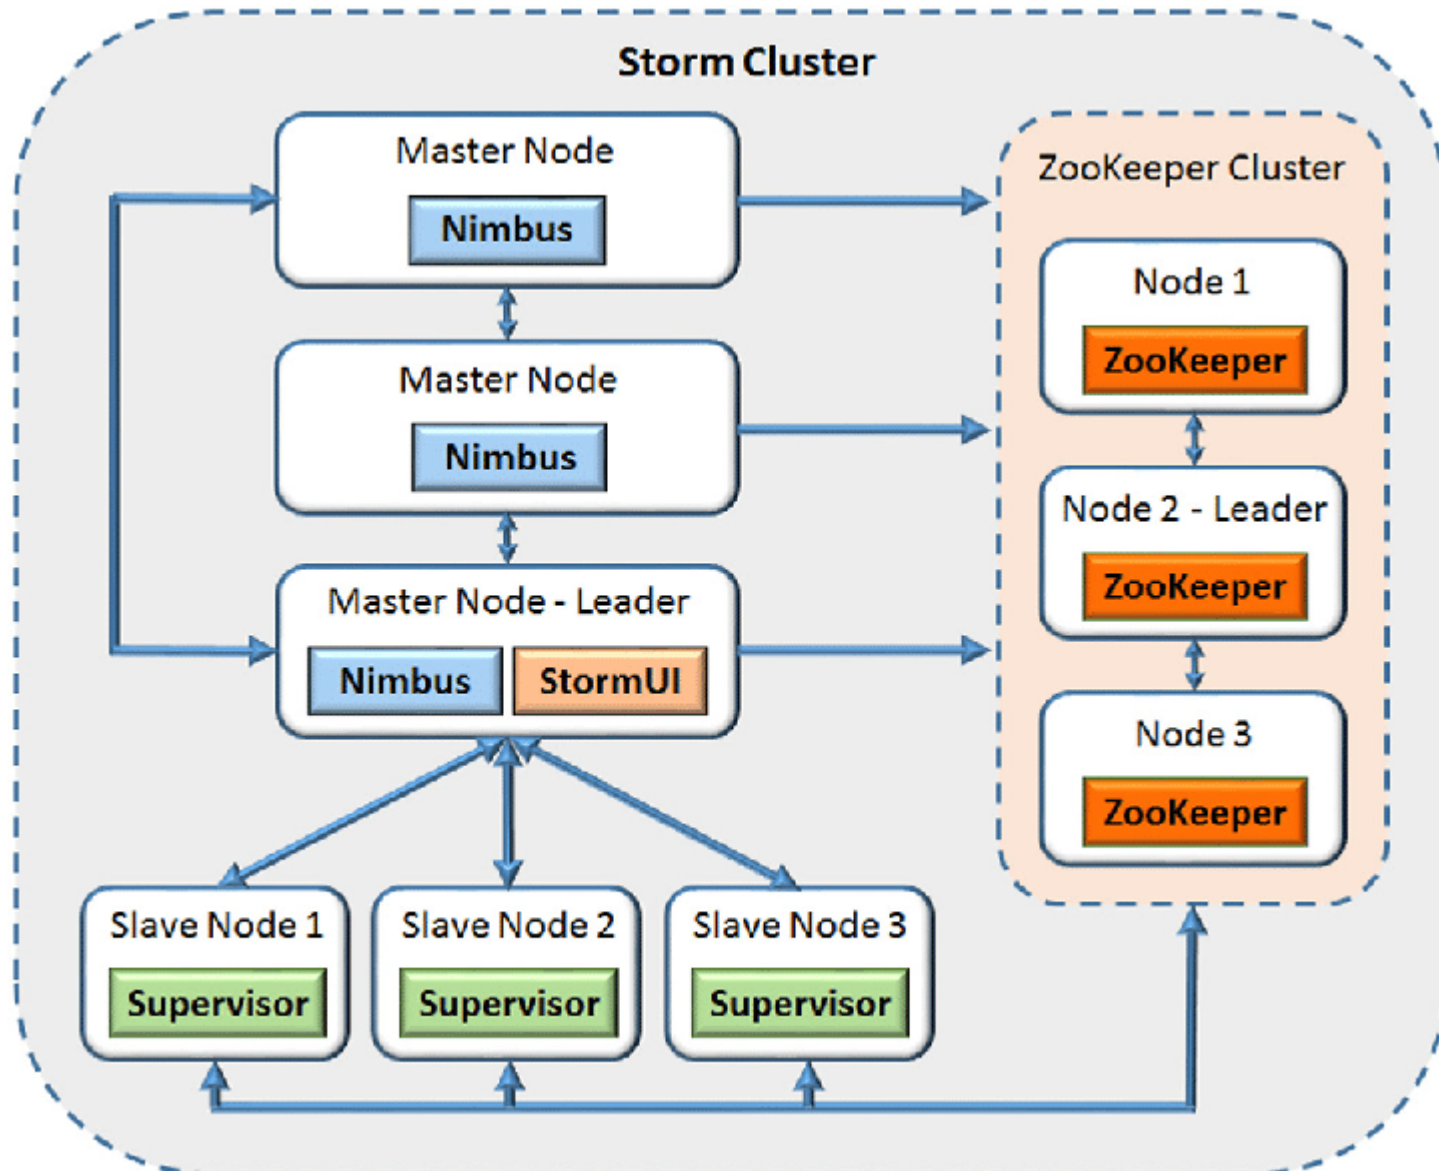 Storm Cluster
Master Node
Nimbus
Master Node
Nimbus
Master Node - Leader
Nimbus
StormUI
Slave Node 1
Supervisor
Slave Node 2
Supervisor
Slave Node 3
Supervisor
ZooKeeper Cluster
Node 1
ZooKeeper
Node 2 - Leader
ZooKeeper
Node 3
ZooKeeper